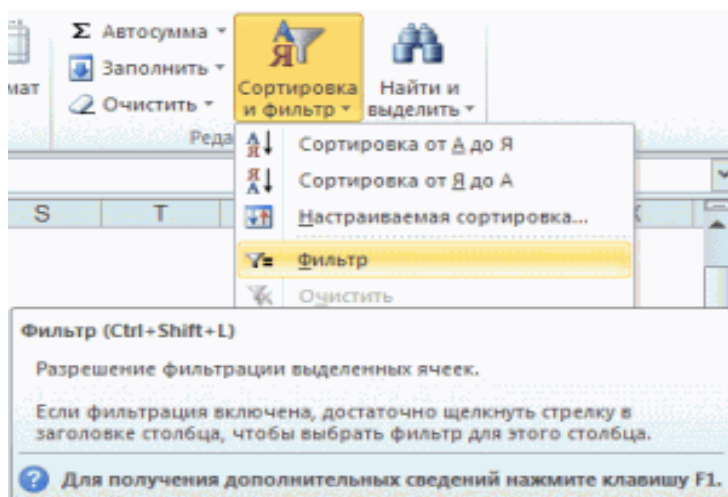 Σ Автосумма
Заполнить
Очистить
мат
Сортировка
и фильтр
Найти и
выделить
Реда
Сортировка от А до Я
Сортировка от Я до А
Настраиваемая сортировка...
S T
Фильтр
Очистить
Фильтр (Ctrl+Shift+L)
Разрешение фильтрации выделенных ячеек.
Если фильтрация включена, достаточно щелкнуть стрелку в
заголовке столбца, чтобы выбрать фильтр для этого столбца.
Для получения дополнительных сведений нажмите клавишу F1.